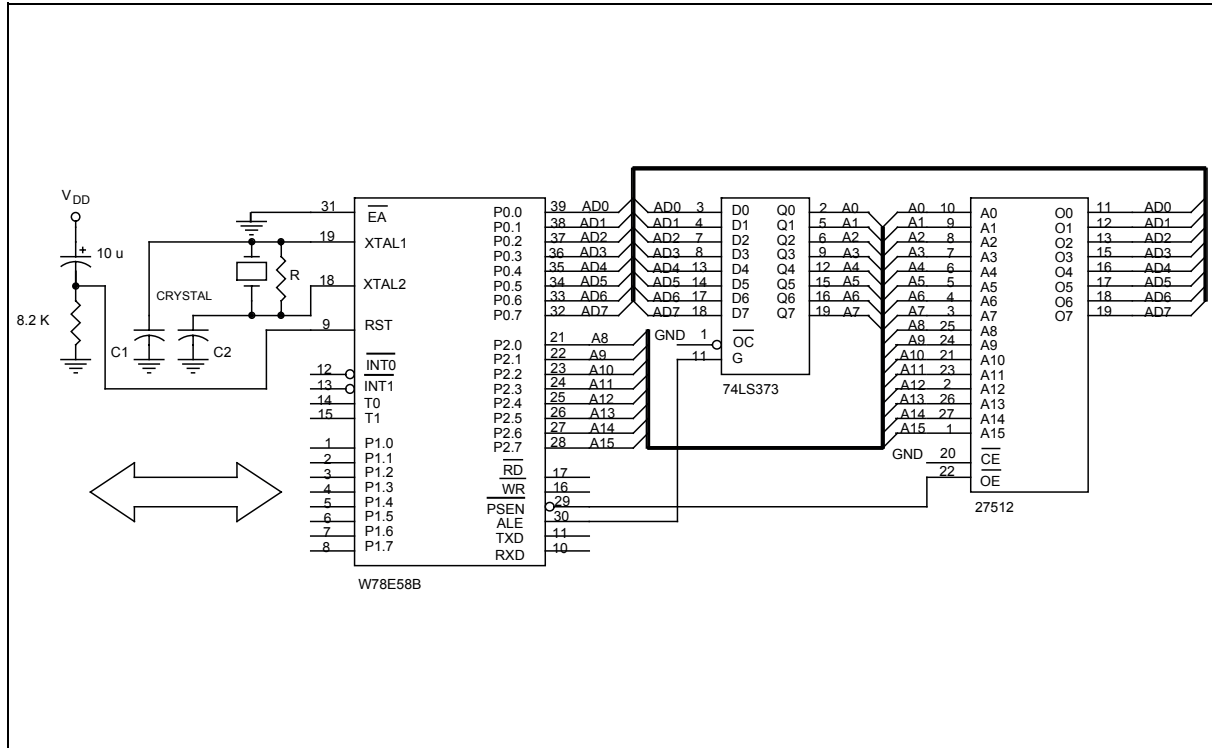 V DD
10 u
8.2 K
C1
C2
CRYSTAL
R
31 EA
19 XTAL1
18 XTAL2
9 RST
12 INT0
13 INT1
14 T0
15 T1
1 P1.0
2 P1.1
3 P1.2
4 P1.3
5 P1.4
6 P1.5
7 P1.6
8 P1.7
P0.0 39 AD0
P0.1 38 AD1
P0.2 37 AD2
P0.3 36 AD3
P0.4 35 AD4
P0.5 34 AD5
P0.6 33 AD6
P0.7 32 AD7
P2.0 21 A8
P2.1 22 A9
P2.2 23 A10
P2.3 24 A11
P2.4 25 A12
P2.5 26 A13
P2.6 27 A14
P2.7 28 A15
RD 17
WR 16
PSEN 29
ALE 30
TXD 11
RXD 10
W78E58B
AD0 3 D0 Q0 2 A0
AD1 4 D1 Q1 5 A1
AD2 7 D2 Q2 6 A2
AD3 8 D3 Q3 9 A3
AD4 13 D4 Q4 12 A4
AD5 14 D5 Q5 15 A5
AD6 17 D6 Q6 16 A6
AD7 18 D7 Q7 19 A7
GND 1 OC
11 G
74LS373
A0 10 A0 O0 11 AD0
A1 9 A1 O1 12 AD1
A2 8 A2 O2 13 AD2
A3 7 A3 O3 15 AD3
A4 6 A4 O4 16 AD4
A5 5 A5 O5 17 AD5
A6 4 A6 O6 18 AD6
A7 3 A7 O7 19 AD7
A8 25 A8
A9 24 A9
A10 21 A10
A11 23 A11
A12 2 A12
A13 26 A13
A14 27 A14
A15 1 A15
GND 20 CE
22 OE
27512